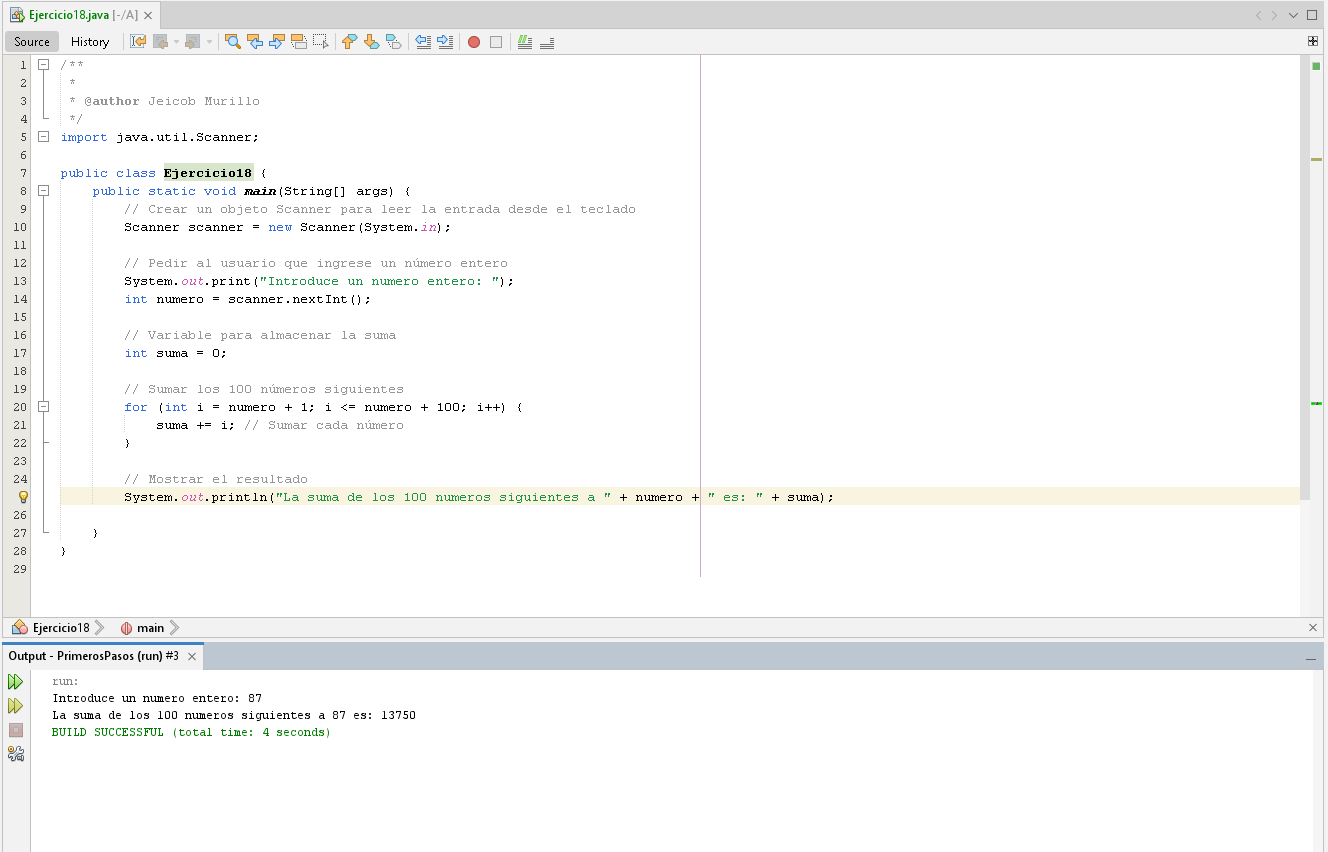 Ejercicio18.java [-/A]
Source History
1 /**
2 *
3 * @author Jeicob Murillo
4 */
5 import java.util.Scanner;
6
7 public class Ejercicio18 {
8 public static void main(String[] args) {
9 // Crear un objeto Scanner para leer la entrada desde el teclado
10 Scanner scanner = new Scanner(System.in);
11
12 // Pedir al usuario que ingrese un número entero
13 System.out.print("Introduce un numero entero: ");
14 int numero = scanner.nextInt();
15
16 // Variable para almacenar la suma
17 int suma = 0;
18
19 // Sumar los 100 números siguientes
20 for (int i = numero + 1; i <= numero + 100; i++) {
21 suma += i; // Sumar cada número
22 }
23
24 // Mostrar el resultado
System.out.println("La suma de los 100 numeros siguientes a " + numero + " es: " + suma);
26
27 }
28 }
29
Ejercicio18 main
Output - PrimerosPasos (run) #3
run:
Introduce un numero entero: 87
La suma de los 100 numeros siguientes a 87 es: 13750
BUILD SUCCESSFUL (total time: 4 seconds)